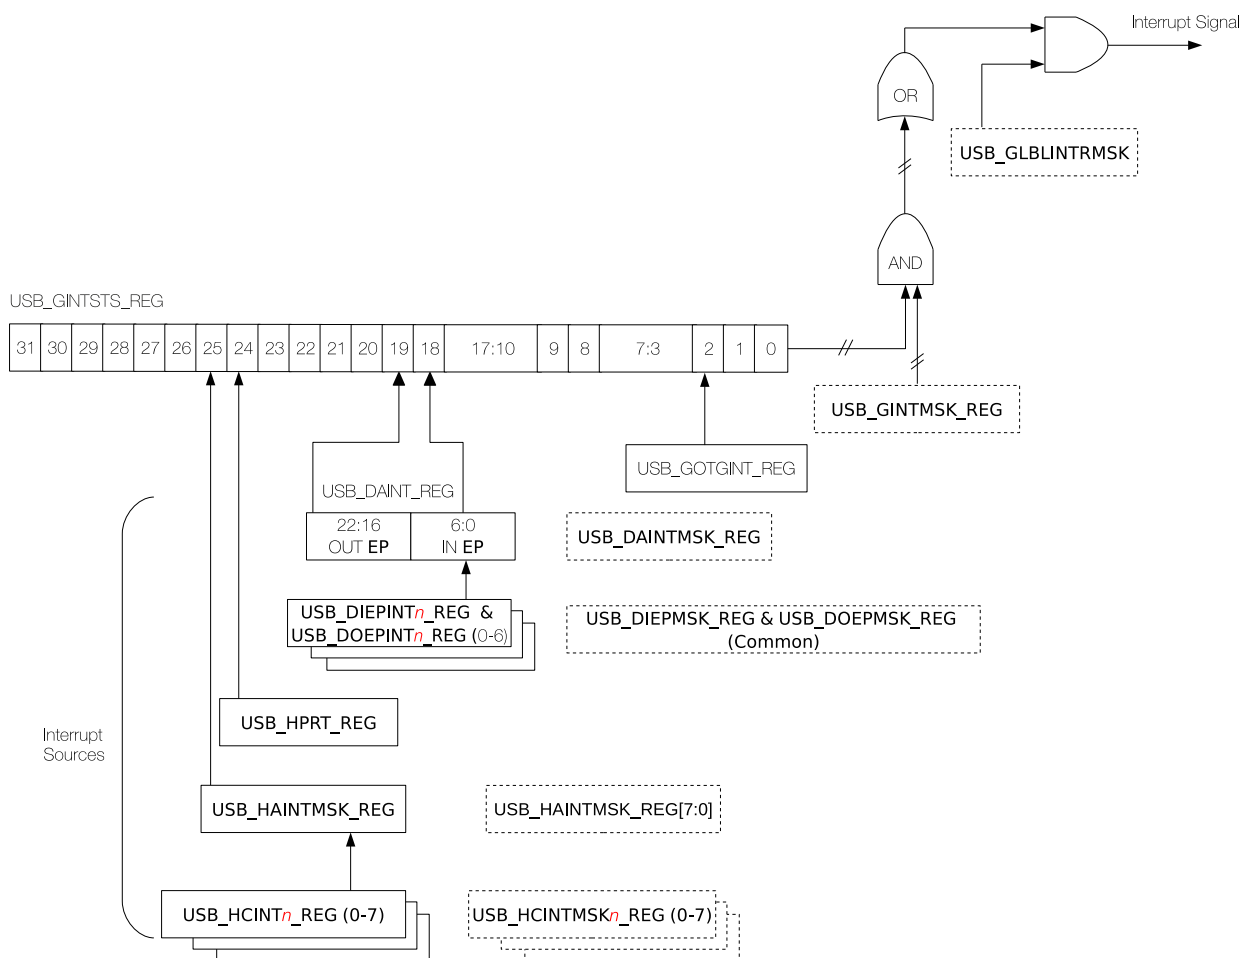 Interrupt Signal
OR
USB_GLBLINTRMSK
AND
USB_GINTSTS_REG
31 30 29 28 27 26 25 24 23 22 21 20 19 18 17:10 9 8 7:3 2 1 0
USB_GINTMSK_REG
USB_GOTGINT_REG
USB_DAINT_REG
22:16
OUT EP
6:0
IN EP
USB_DAINTMSK_REG
USB_DIEPINTn_REG &
USB_DOEPINTn_REG (0-6)
USB_DIEPMSK_REG & USB_DOEPMSK_REG
(Common)
USB_HPRT_REG
Interrupt
Sources
USB_HAINTMSK_REG
USB_HAINTMSK_REG[7:0]
USB_HCINTn_REG (0-7)
USB_HCINTMSKn_REG (0-7)